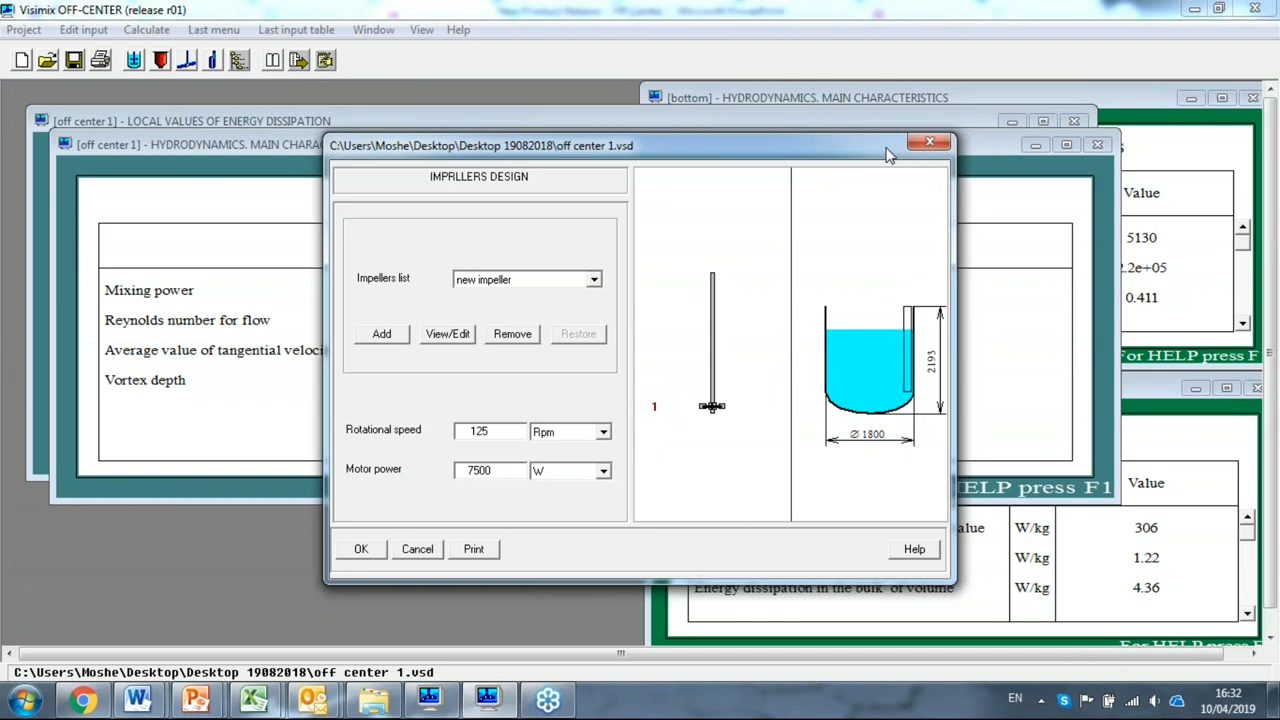 Visimix OFF-CENTER (release r01)
Project Edit input Calculate Last menu Last input table Window View Help
[bottom] - HYDRODYNAMICS. MAIN CHARACTERISTICS
[off center1] - LOCAL VALUES OF ENERGY DISSIPATION
[off center1] - HYDRODYNAMICS. MAIN CHARA
C:\Users\Moshe\Desktop\Desktop 19082018\off center 1.vsd
IMPRLLERS DESIGN
Impellers list new impeller
Add View/Edit Remove Restore
Rotational speed 125 Rpm
Motor power 7500 W
1
2193
Ø 1800
OK Cancel Print Help
Mixing power
Reynolds number for flow
Average value of tangential veloci
Vortex depth
Value
5130
2.2e+05
0.411
For HELP press F
HELP press F1
Value
alue W/kg 306
W/kg 1.22
Energy dissipation in the bulk of volume W/kg 4.36
For HELP press F
C:\Users\Moshe\Desktop\Desktop 19082018\off center 1.vsd
EN
16:32
10/04/2019